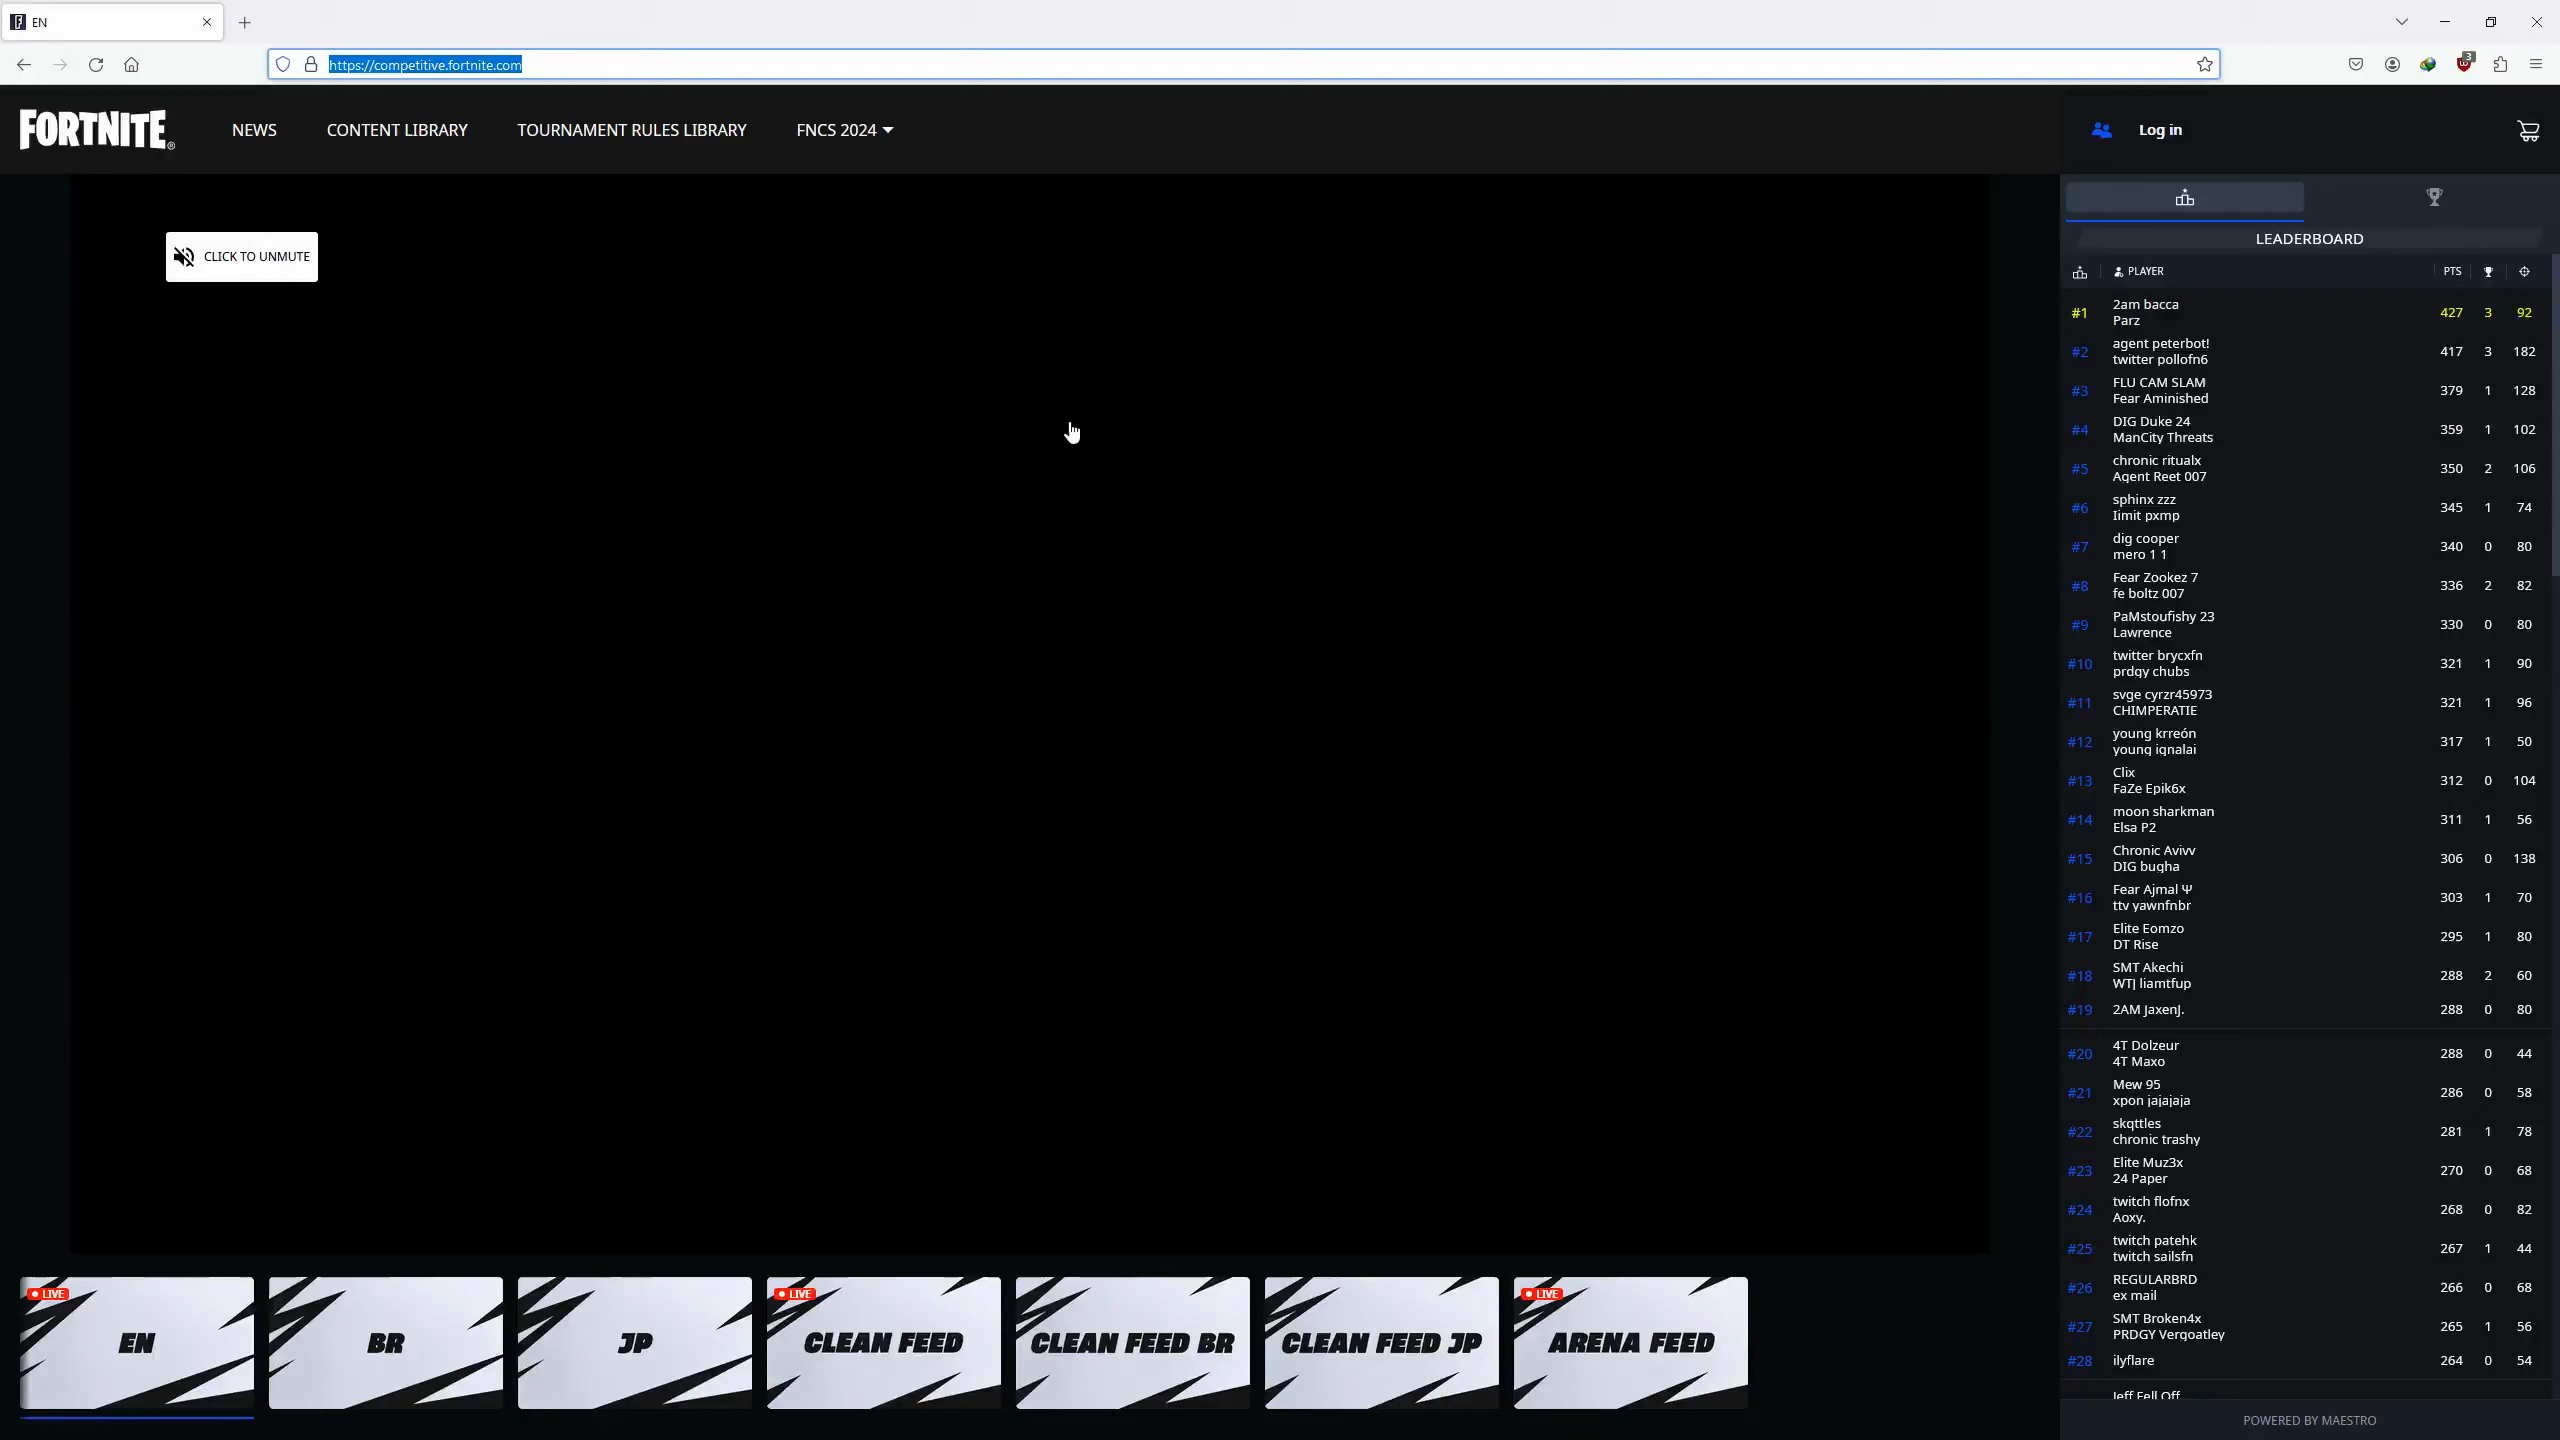 EN
3
https://competitive.fortnite.com
FORTNITE®
NEWS
CONTENT LIBRARY
TOURNAMENT RULES LIBRARY
FNCS 2024
Log in
CLICK TO UNMUTE
LEADERBOARD
PLAYER PTS
#1 2am bacca 427 3 92
Parz
#2 agent peterbot! 417 3 182
twitter pollofn6
#3 FLU CAM SLAM 379 1 128
Fear Aminished
#4 DIG Duke 24 359 1 102
ManCity Threats
#5 chronic ritualx 350 2 106
Agent Reet 007
#6 sphinx zzz 345 1 74
Iimit pxmp
#7 dig cooper 340 0 80
mero 1 1
#8 Fear Zookez 7 336 2 82
fe boltz 007
#9 PaMstoufishy 23 330 0 80
Lawrence
#10 twitter brycxfn 321 1 90
prdgy chubs
#11 svge cyrzr45973 321 1 96
CHIMPERATIE
#12 young krreón 317 1 50
young ignalai
#13 Clix 312 0 104
FaZe Epik6x
#14 moon sharkman 311 1 56
Elsa P2
#15 Chronic Avivv 306 0 138
DIG bugha
#16 Fear Ajmal Ψ 303 1 70
ttv yawnfnbr
#17 Elite Eomzo 295 1 80
DT Rise
#18 SMT Akechi 288 2 60
WTJ liamtfup
#19 2AM JaxenJ. 288 0 80
#20 4T Dolzeur 288 0 44
4T Maxo
#21 Mew 95 286 0 58
xpon jajajaja
#22 skqttles 281 1 78
chronic trashy
#23 Elite Muz3x 270 0 68
24 Paper
#24 twitch flofnx 268 0 82
Aoxy.
#25 twitch patehk 267 1 44
twitch sailsfn
#26 REGULARBRD 266 0 68
ex mail
#27 SMT Broken4x 265 1 56
PRDGY Vergoatley
#28 ilyflare 264 0 54
Jeff Fell Off
LIVE
EN
BR
JP
LIVE
CLEAN FEED
CLEAN FEED BR
CLEAN FEED JP
LIVE
ARENA FEED
POWERED BY MAESTRO